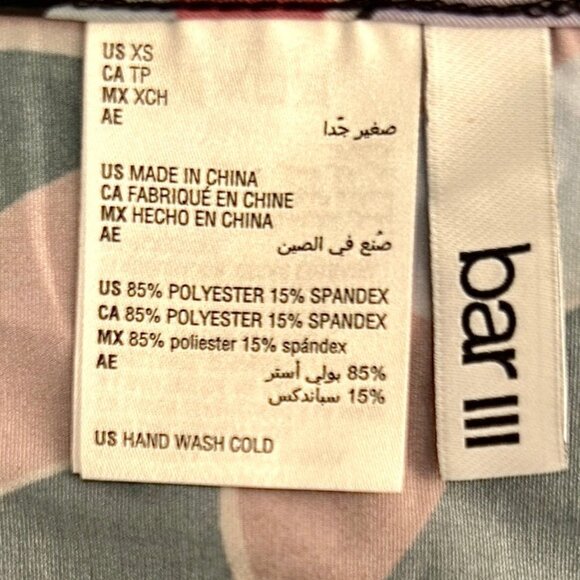 US XS
CA TP
MX XCH
AE
صغير جّدا
US MADE IN CHINA
CA FABRIQUÉ EN CHINE
MX HECHO EN CHINA
AE
صُنع في الصين
US 85% POLYESTER 15% SPANDEX
CA 85% POLYESTER 15% SPANDEX
MX 85% poliester 15% spándex
AE
85% بولي أستر
15% سباندكس
US HAND WASH COLD
bar III